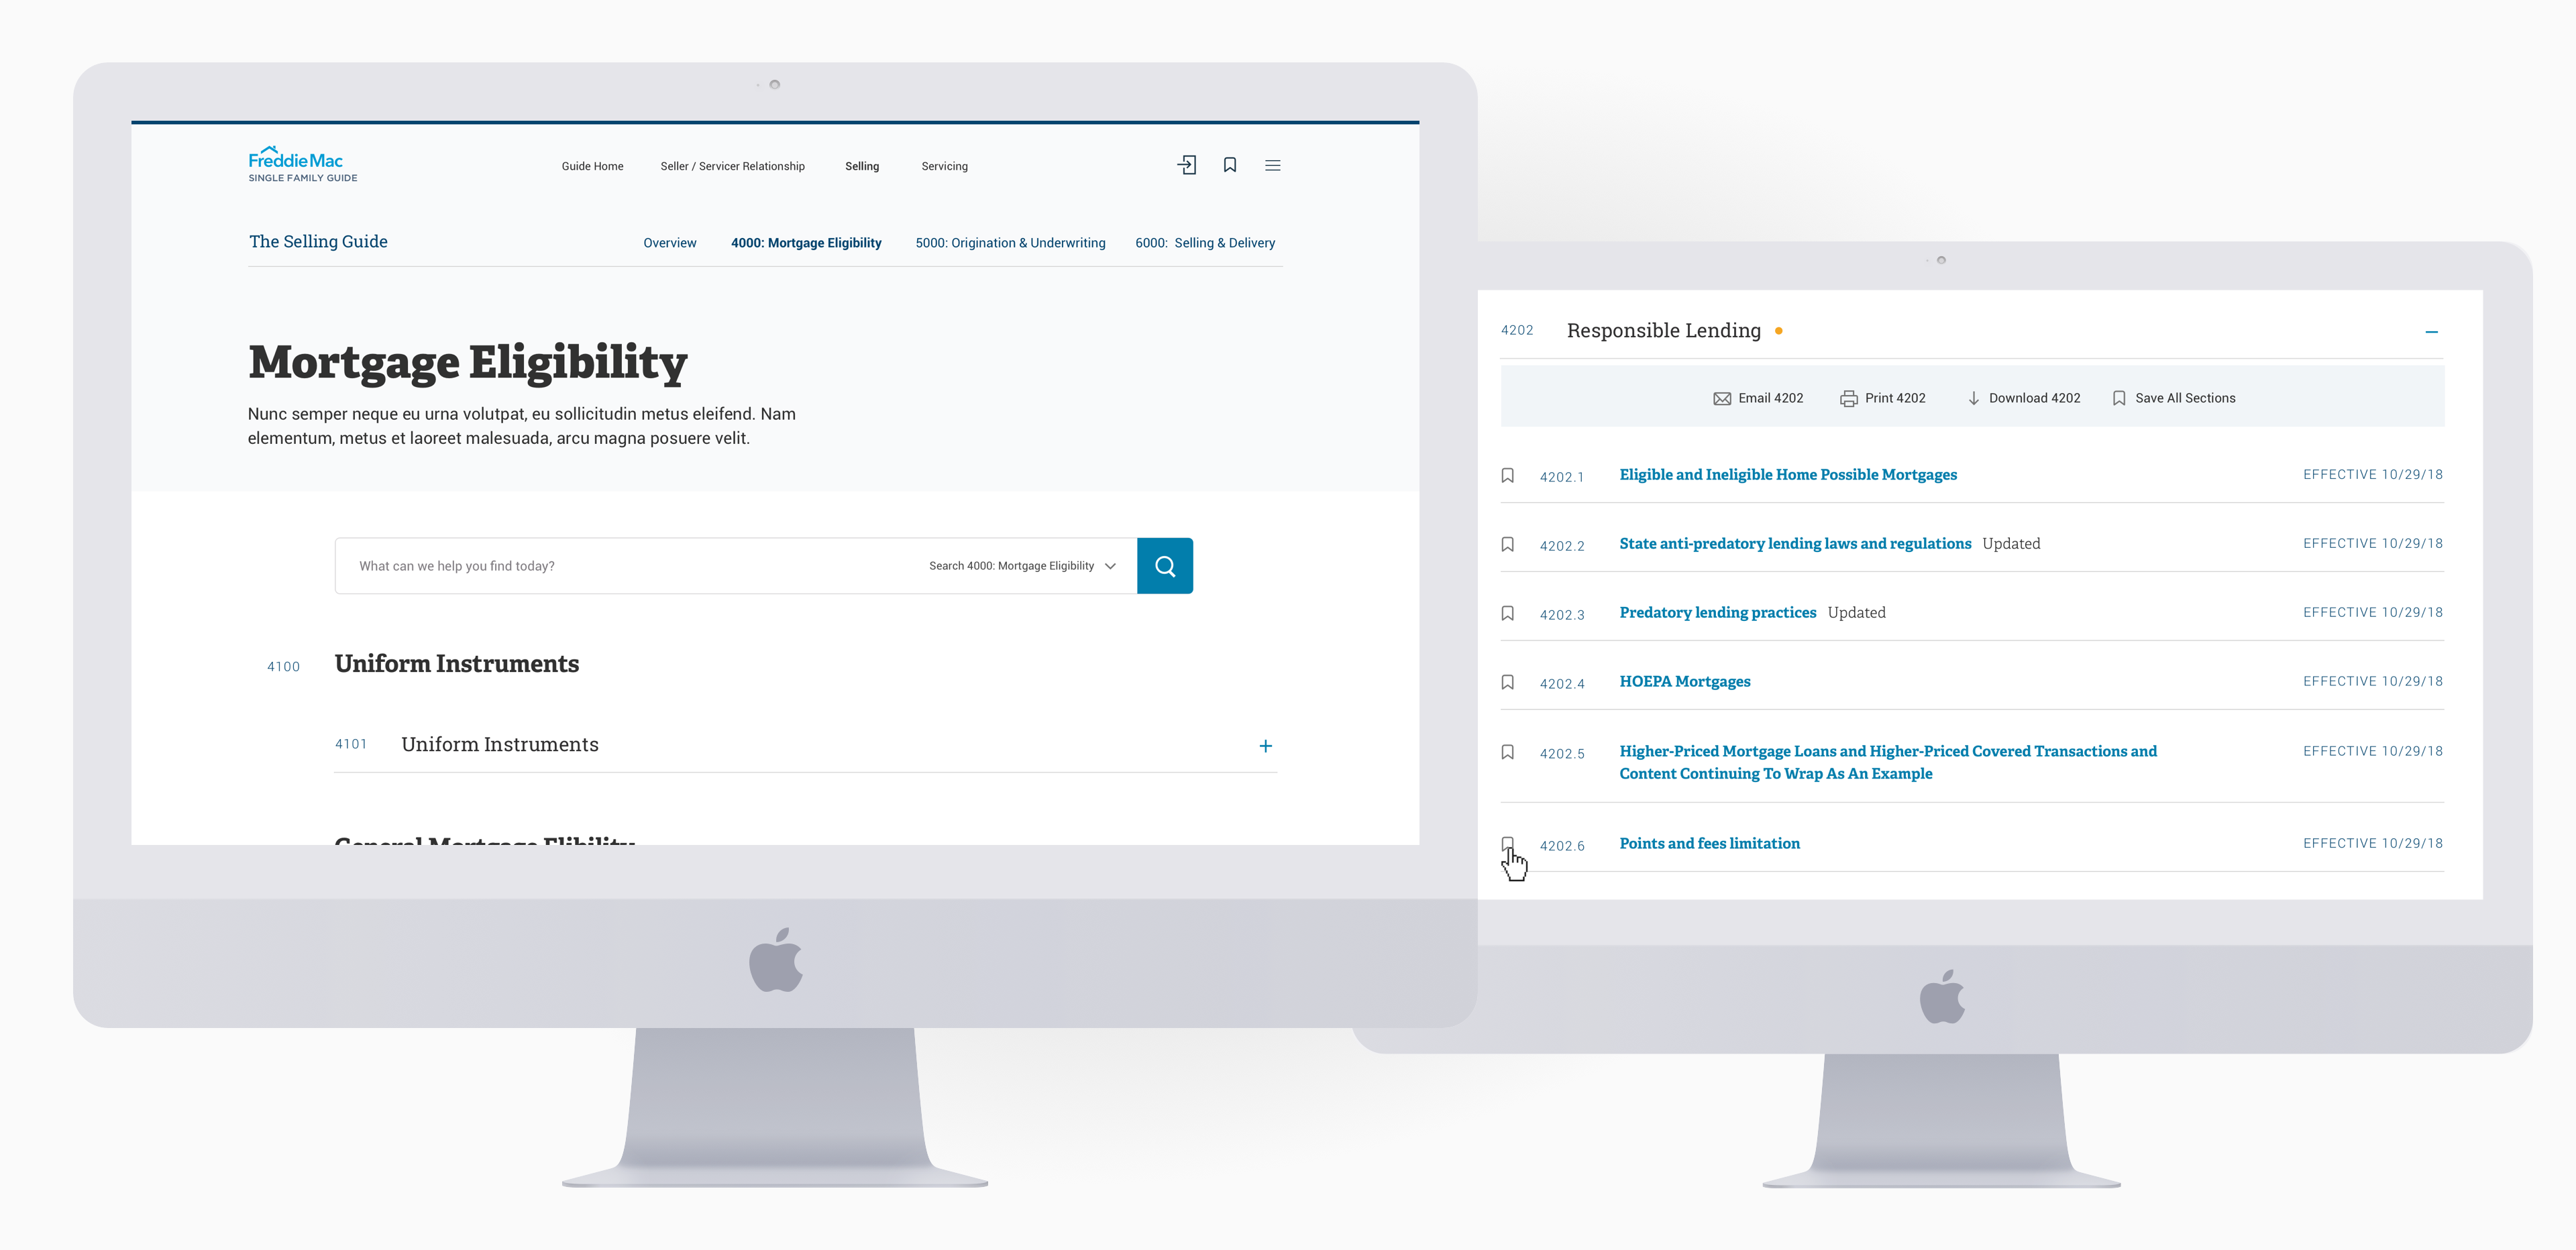 FreddieMac
SINGLE FAMILY GUIDE
Guide Home
Seller / Servicer Relationship
Selling
Servicing
The Selling Guide
Overview
4000: Mortgage Eligibility
5000: Origination & Underwriting
6000: Selling & Delivery
Mortgage Eligibility
Nunc semper neque eu urna volutpat, eu sollicitudin metus eleifend. Nam
elementum, metus et laoreet malesuada, arcu magna posuere velit.
What can we help you find today?
Search 4000: Mortgage Eligibility
4100 Uniform Instruments
4101 Uniform Instruments
General Mortgage Elibility
4202 Responsible Lending
Email 4202
Print 4202
Download 4202
Save All Sections
4202.1 Eligible and Ineligible Home Possible Mortgages EFFECTIVE 10/29/18
4202.2 State anti-predatory lending laws and regulations Updated EFFECTIVE 10/29/18
4202.3 Predatory lending practices Updated EFFECTIVE 10/29/18
4202.4 HOEPA Mortgages EFFECTIVE 10/29/18
4202.5 Higher-Priced Mortgage Loans and Higher-Priced Covered Transactions and EFFECTIVE 10/29/18
Content Continuing To Wrap As An Example
4202.6 Points and fees limitation EFFECTIVE 10/29/18